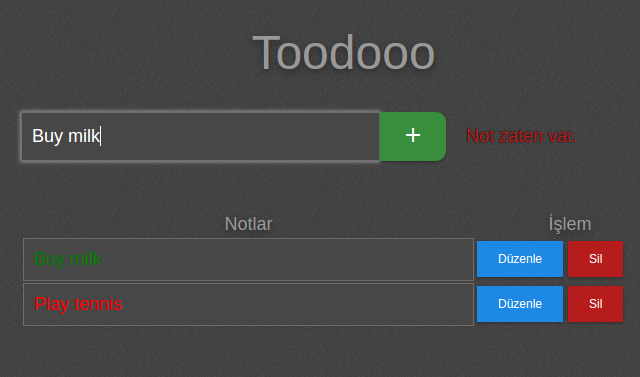 Toodooo
Buy milk
+
Not zaten var.
Notlar
İşlem
Buy milk
Düzenle
Sil
Play tennis
Düzenle
Sil